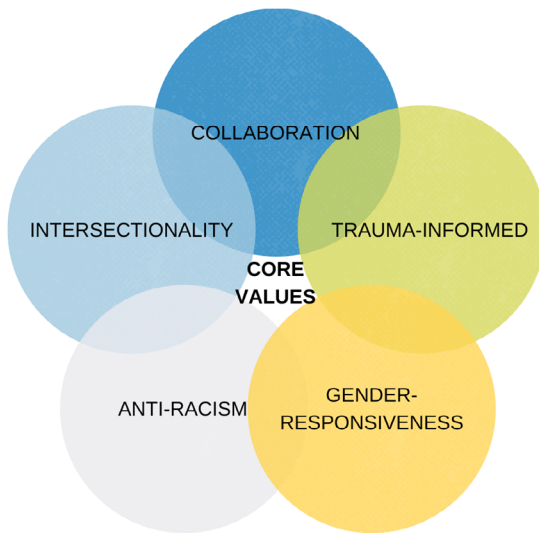 COLLABORATION
INTERSECTIONALITY
TRAUMA-INFORMED
CORE
VALUES
ANTI-RACISM
GENDER-
RESPONSIVENESS